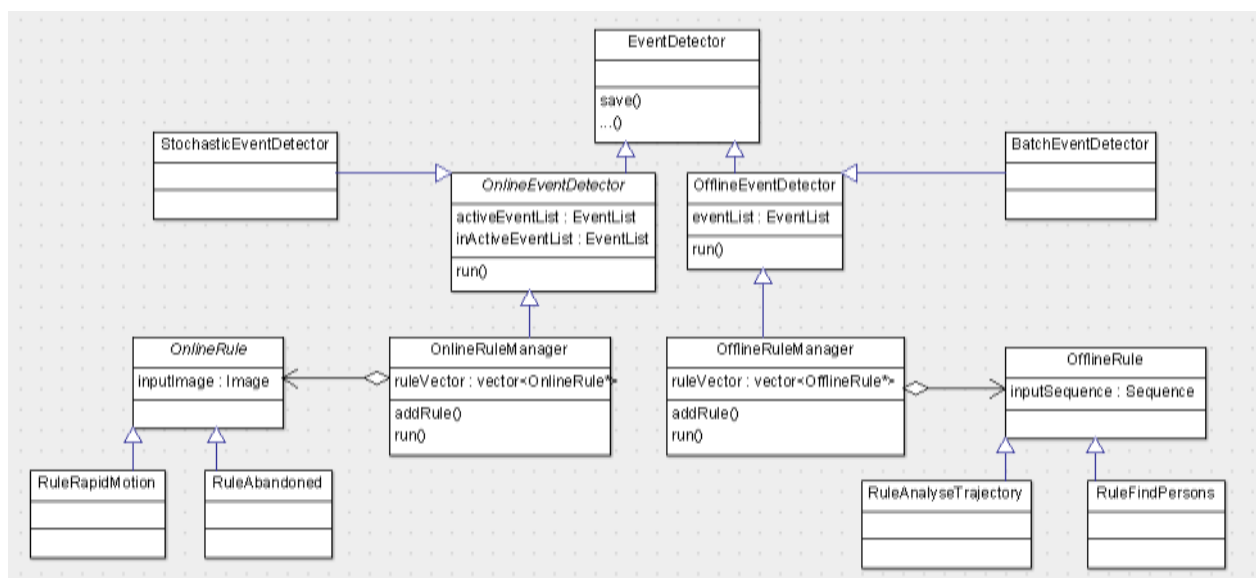 EventDetector
save()
...()
StochasticEventDetector
BatchEventDetector
OnlineEventDetector
activeEventList : EventList
inActiveEventList : EventList
run()
OfflineEventDetector
eventList : EventList
run()
OnlineRule
inputImage : Image
OnlineRuleManager
ruleVector : vector<OnlineRule*>
addRule()
run()
OfflineRuleManager
ruleVector : vector<OfflineRule*>
addRule()
run()
OfflineRule
inputSequence : Sequence
RuleRapidMotion
RuleAbandoned
RuleAnalyseTrajectory
RuleFindPersons